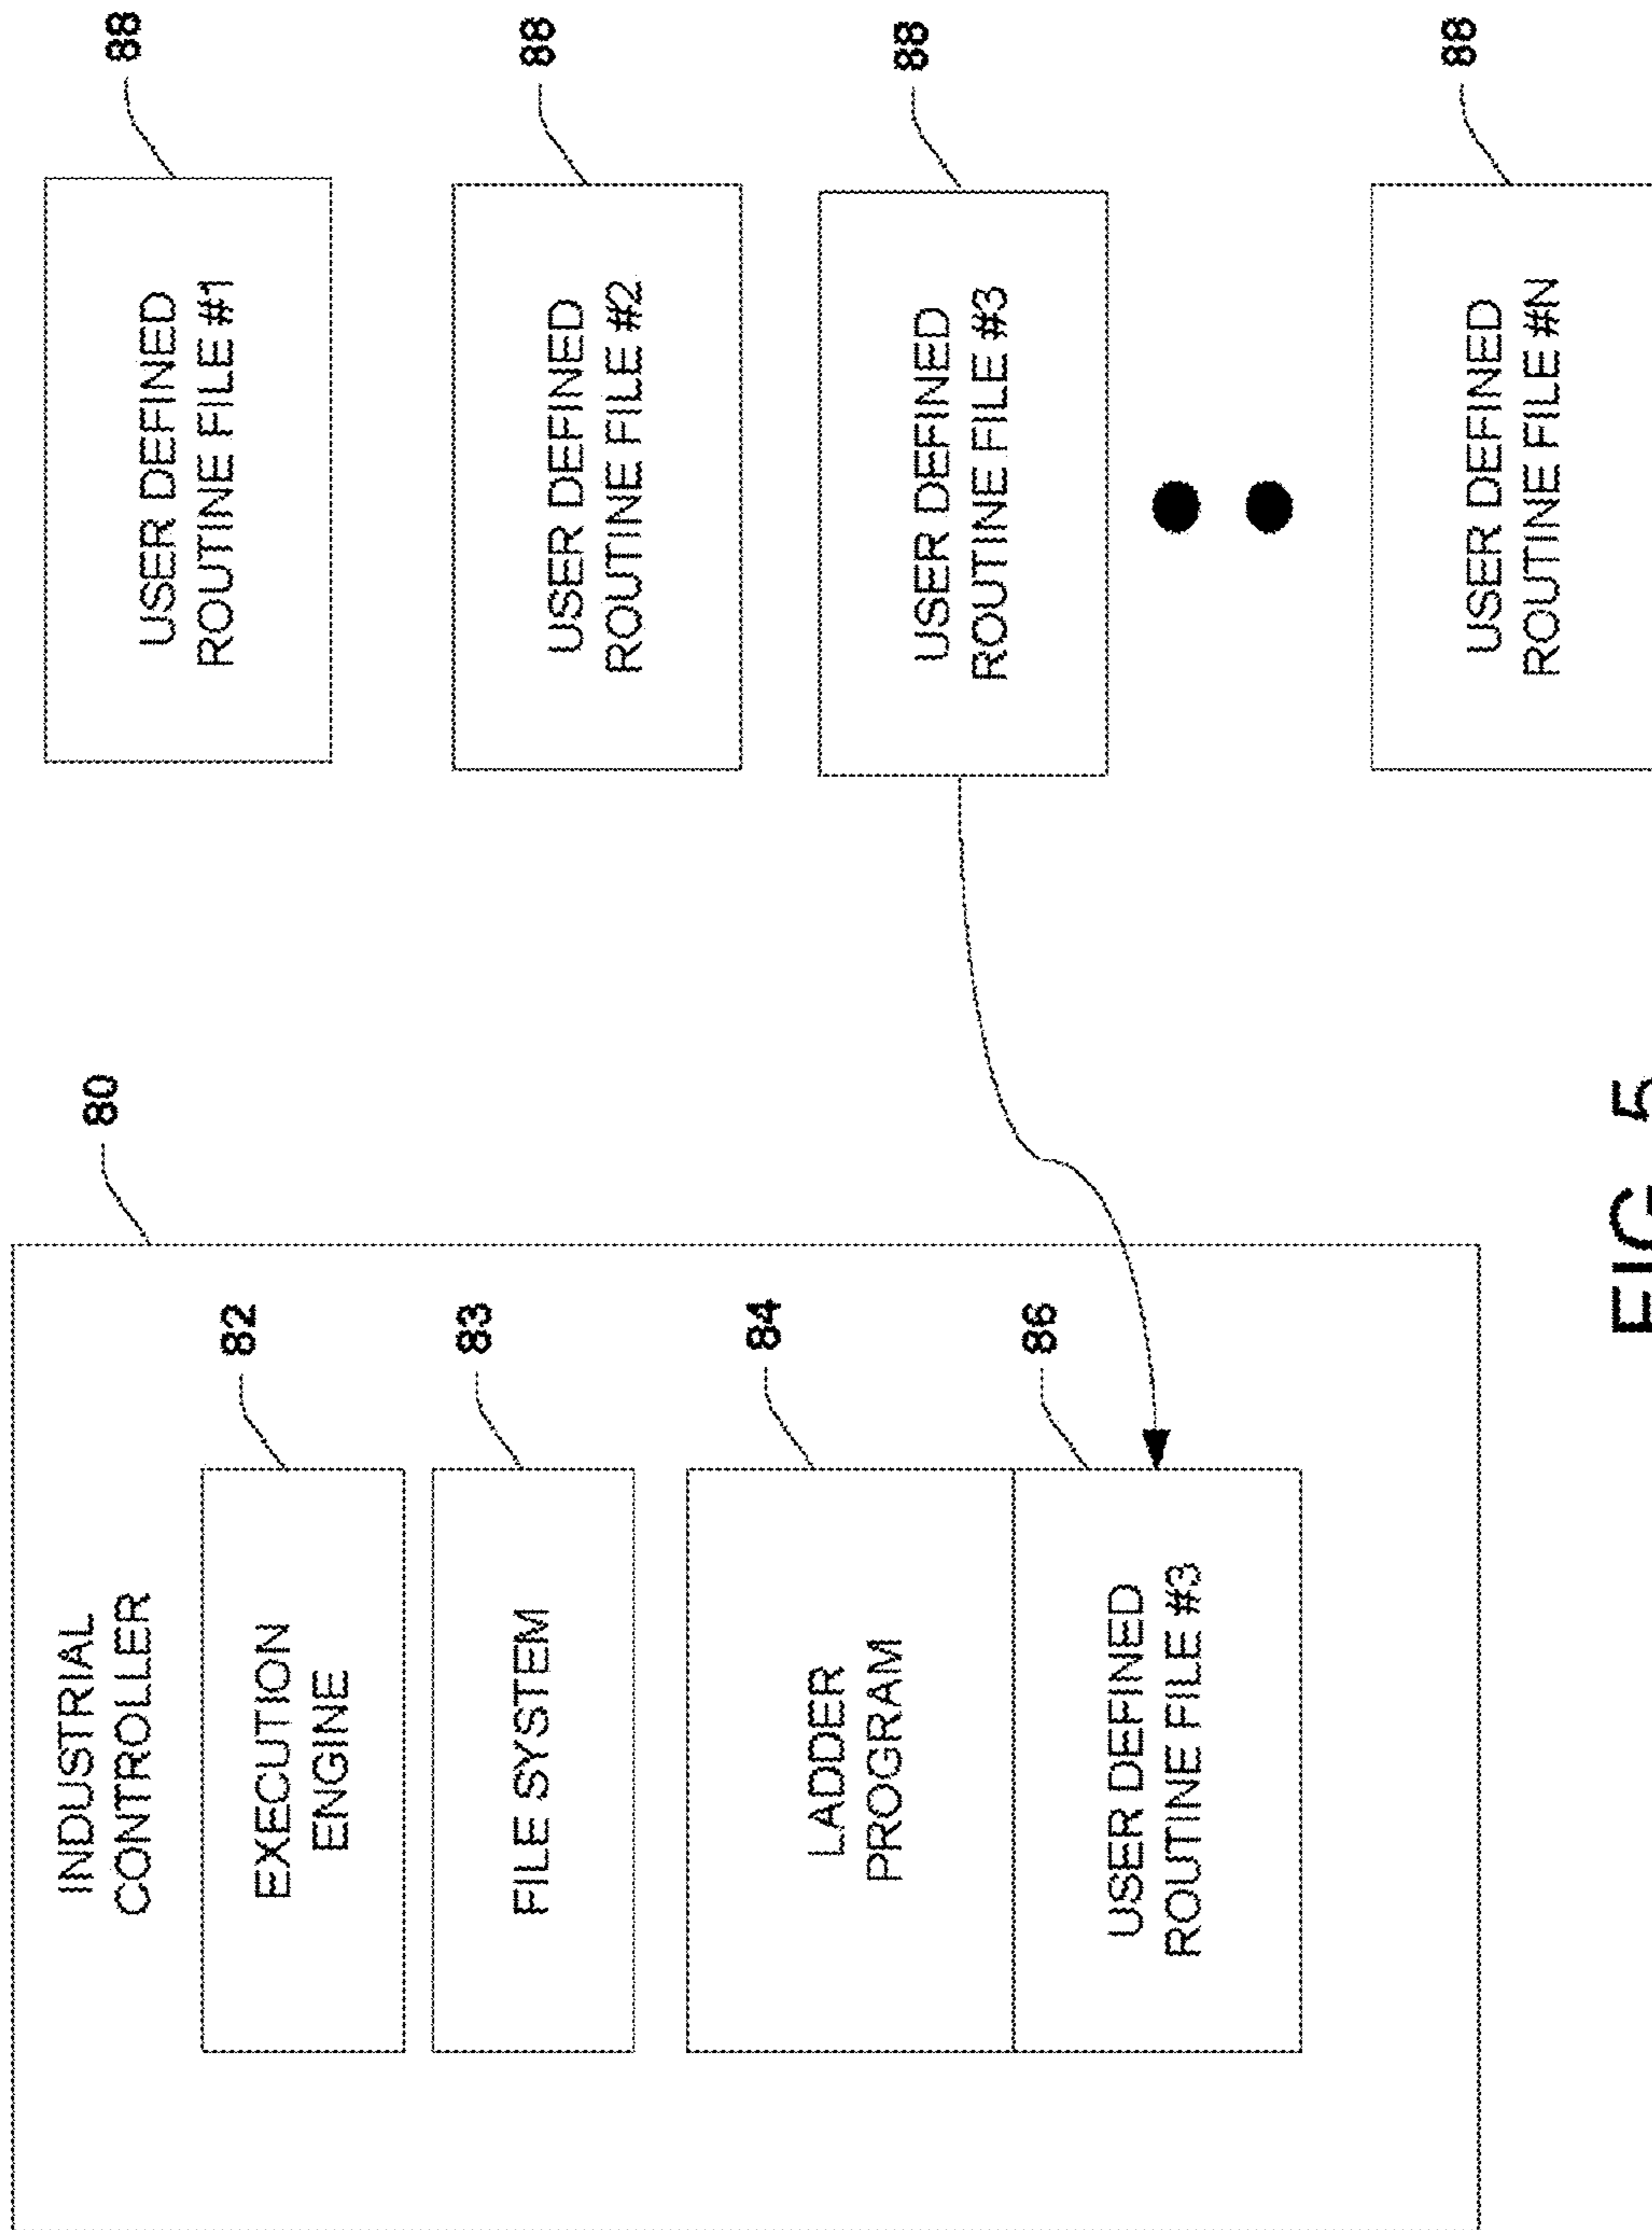 80
INDUSTRIAL
CONTROLLER
82
EXECUTION
ENGINE
83
FILE SYSTEM
84
LADDER
PROGRAM
86
USER DEFINED
ROUTINE FILE #3
88
USER DEFINED
ROUTINE FILE #1
88
USER DEFINED
ROUTINE FILE #2
88
USER DEFINED
ROUTINE FILE #3
88
USER DEFINED
ROUTINE FILE #N
FIG. 5